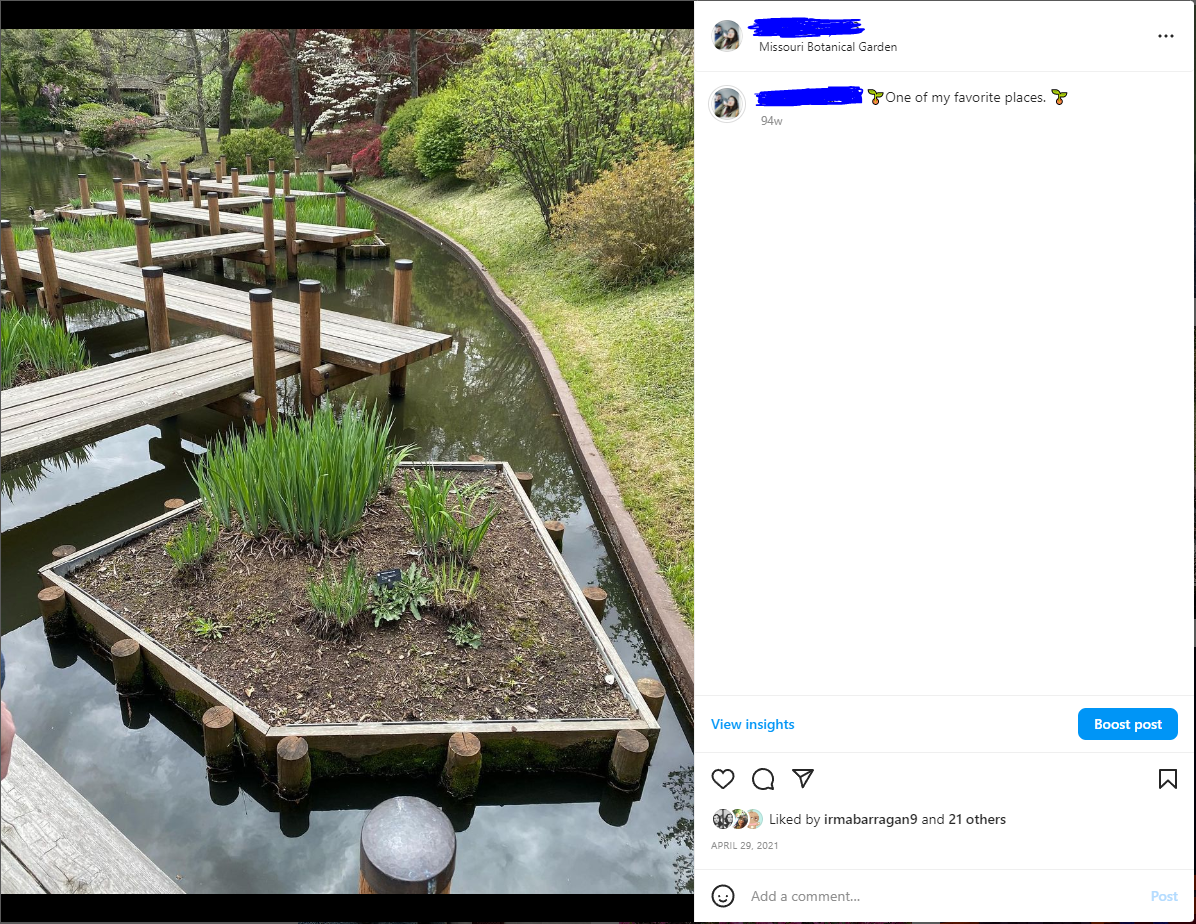 Missouri Botanical Garden
One of my favorite places.
94w
View insights
Boost post
Liked by irmabarragan9 and 21 others
APRIL 29, 2021
Add a comment...
Post